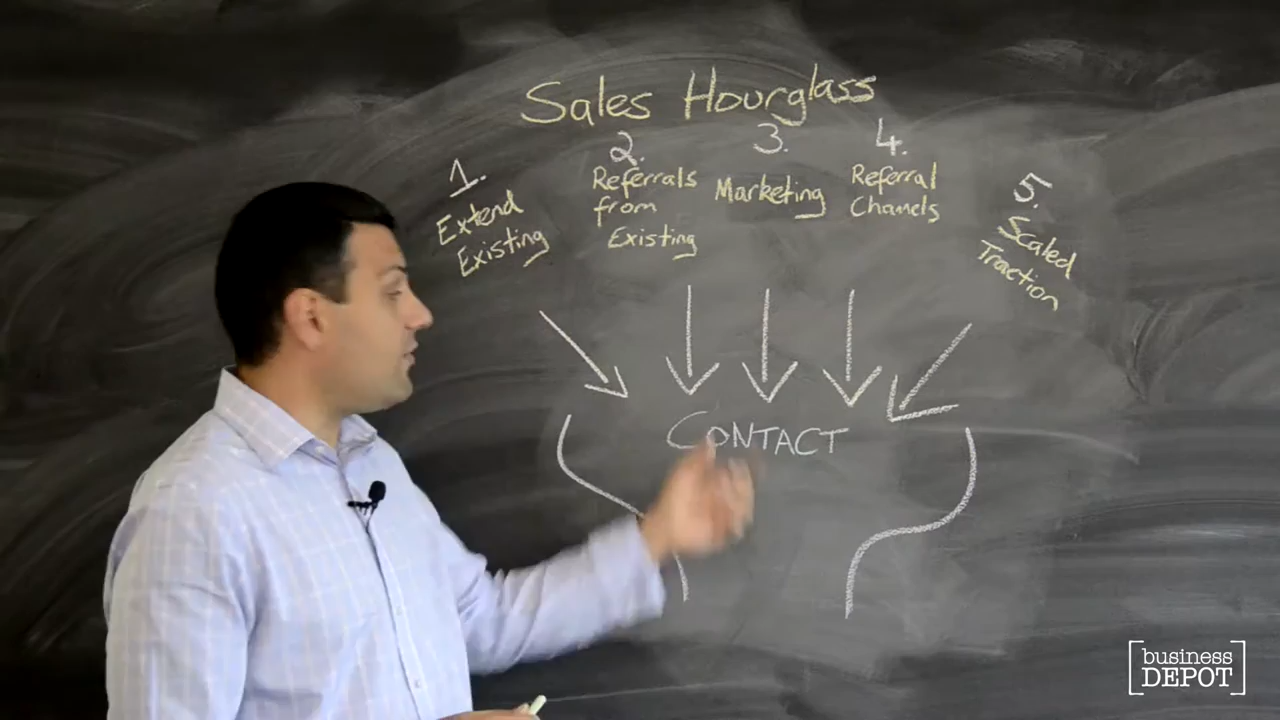 Sales Hourglass
1.
Extend
Existing
2.
Referrals
from
Existing
3.
Marketing
4.
Referral
Chanels
5.
Scaled
Traction
CONTACT
business
DEPOT